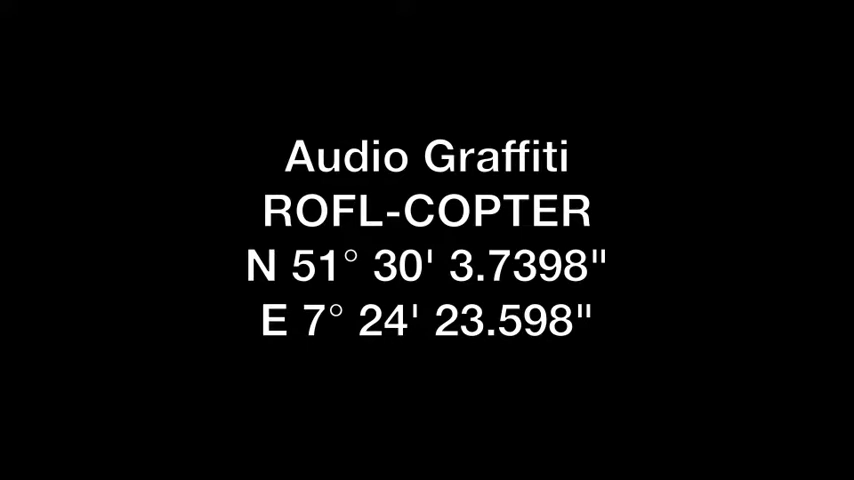 Audio Graffiti
ROFL-COPTER
N 51° 30' 3.7398"
E 7° 24' 23.598"